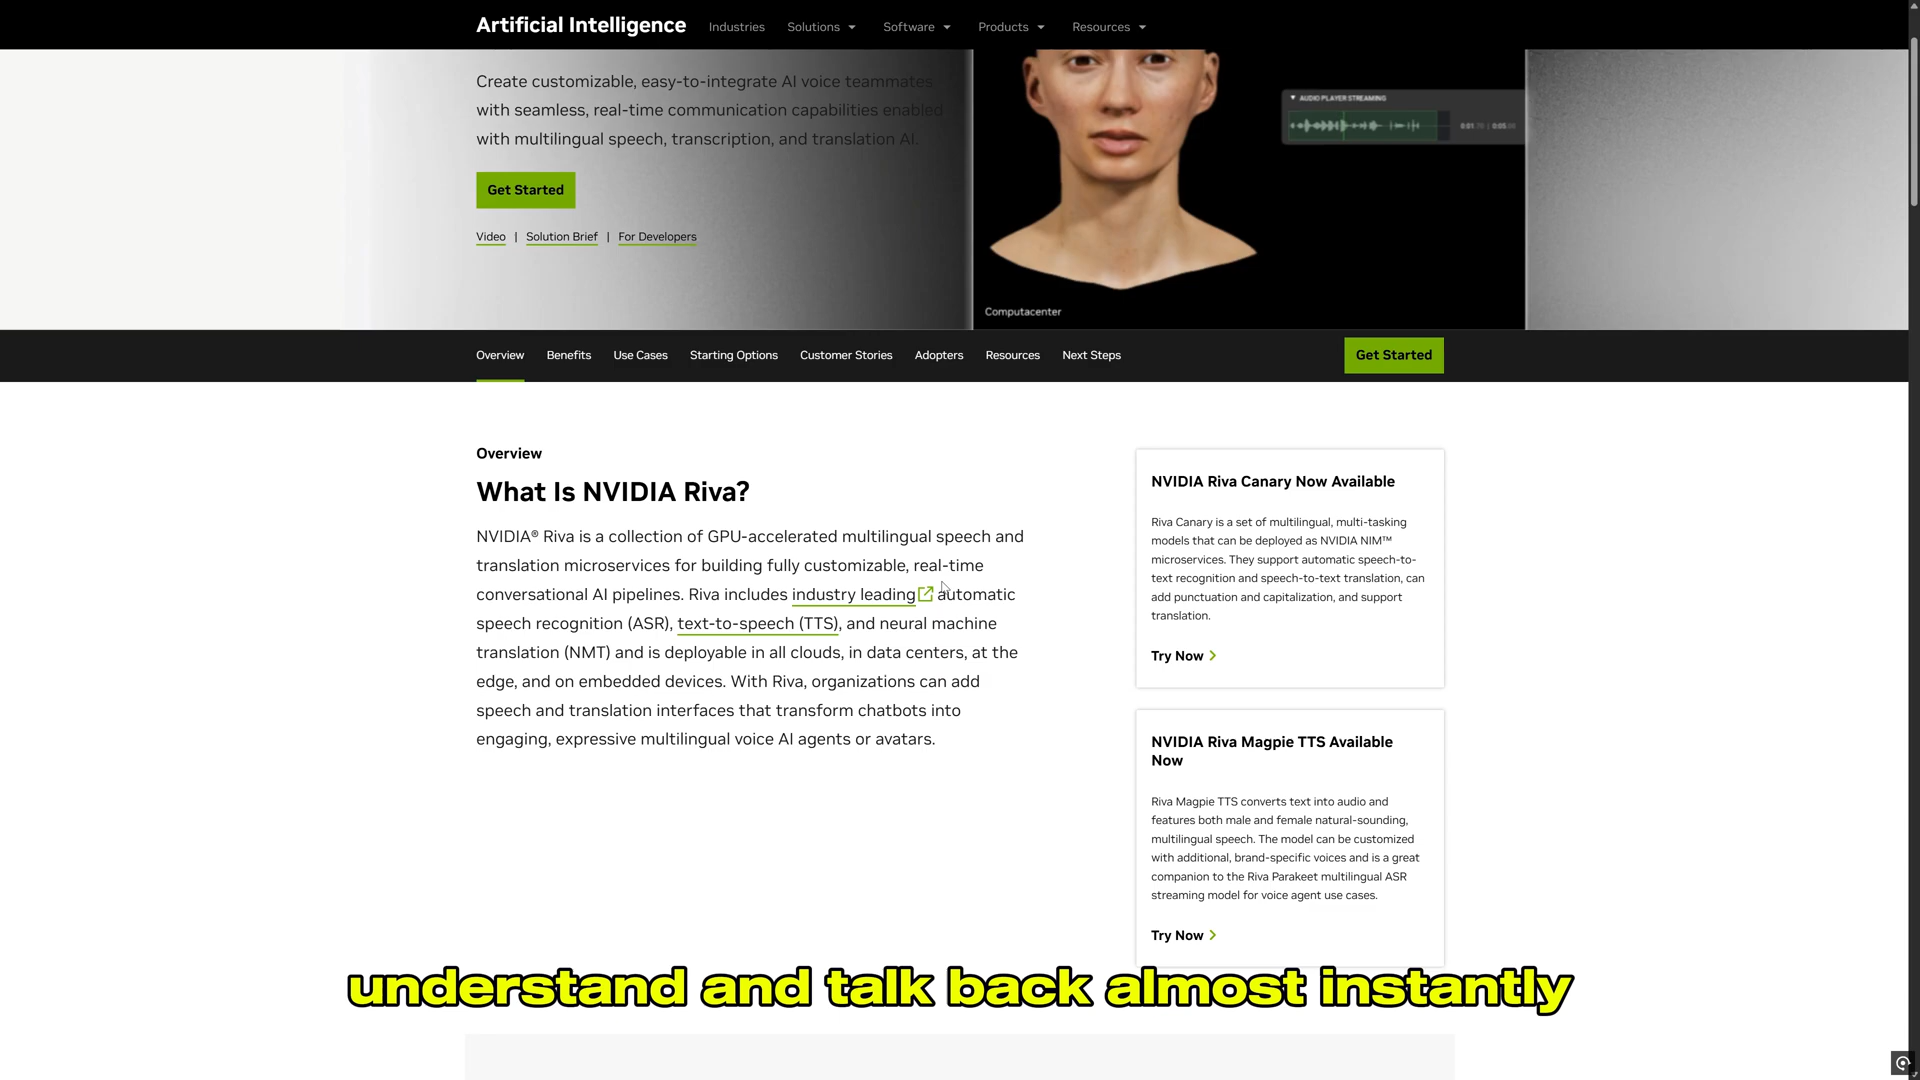 Artificial Intelligence
Industries
Solutions
Software
Products
Resources
Create customizable, easy-to-integrate AI voice teammates
with seamless, real-time communication capabilities enabled
with multilingual speech, transcription, and translation AI.
Get Started
Video | Solution Brief | For Developers
AUDIO PLAYER STREAMING
Computacenter
Overview
Benefits
Use Cases
Starting Options
Customer Stories
Adopters
Resources
Next Steps
Get Started
Overview
What Is NVIDIA Riva?
NVIDIA® Riva is a collection of GPU-accelerated multilingual speech and
translation microservices for building fully customizable, real-time
conversational AI pipelines. Riva includes industry leading automatic
speech recognition (ASR), text-to-speech (TTS), and neural machine
translation (NMT) and is deployable in all clouds, in data centers, at the
edge, and on embedded devices. With Riva, organizations can add
speech and translation interfaces that transform chatbots into
engaging, expressive multilingual voice AI agents or avatars.
NVIDIA Riva Canary Now Available
Riva Canary is a set of multilingual, multi-tasking
models that can be deployed as NVIDIA NIM™
microservices. They support automatic speech-to-
text recognition and speech-to-text translation, can
add punctuation and capitalization, and support
translation.
Try Now
NVIDIA Riva Magpie TTS Available
Now
Riva Magpie TTS converts text into audio and
features both male and female natural-sounding,
multilingual speech. The model can be customized
with additional, brand-specific voices and is a great
companion to the Riva Parakeet multilingual ASR
streaming model for voice agent use cases.
Try Now
understand and talk back almost instantly